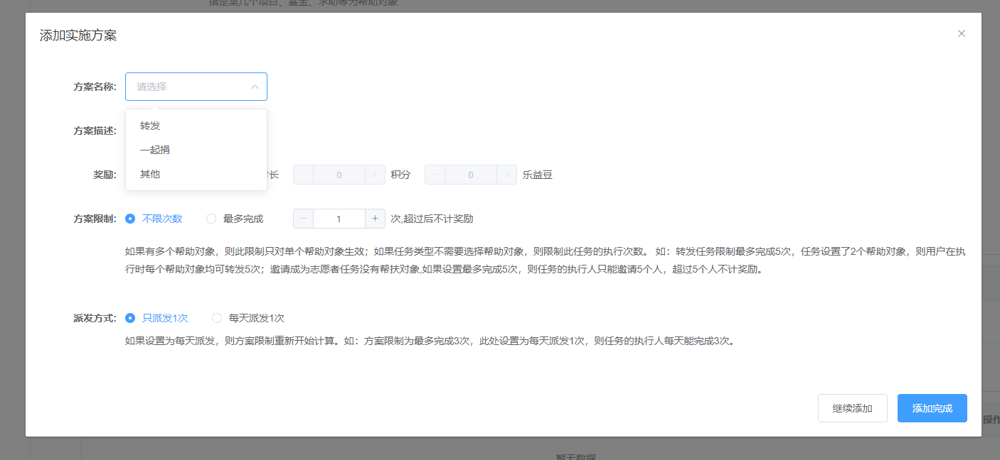 指定某几个项目、基金、求助等为帮助对象
添加实施方案
方案名称:
请选择
转发
一起捐
其他
方案描述:
奖励:
长
0
积分
0
乐益豆
方案限制:
不限次数
最多完成
1
次,超过后不计奖励
如果有多个帮助对象，则此限制只对单个帮助对象生效；如果任务类型不需要选择帮助对象，则限制此任务的执行次数。 如：转发任务限制最多完成5次，任务设置了2个帮助对象，则用户在执
行时每个帮助对象均可转发5次；邀请成为志愿者任务没有帮扶对象,如果设置最多完成5次，则任务的执行人只能邀请5个人，超过5个人不计奖励。
派发方式:
只派发1次
每天派发1次
如果设置为每天派发，则方案限制重新开始计算。如：方案限制为最多完成3次，此处设置为每天派发1次，则任务的执行人每天能完成3次。
继续添加
添加完成
操作
暂无数据